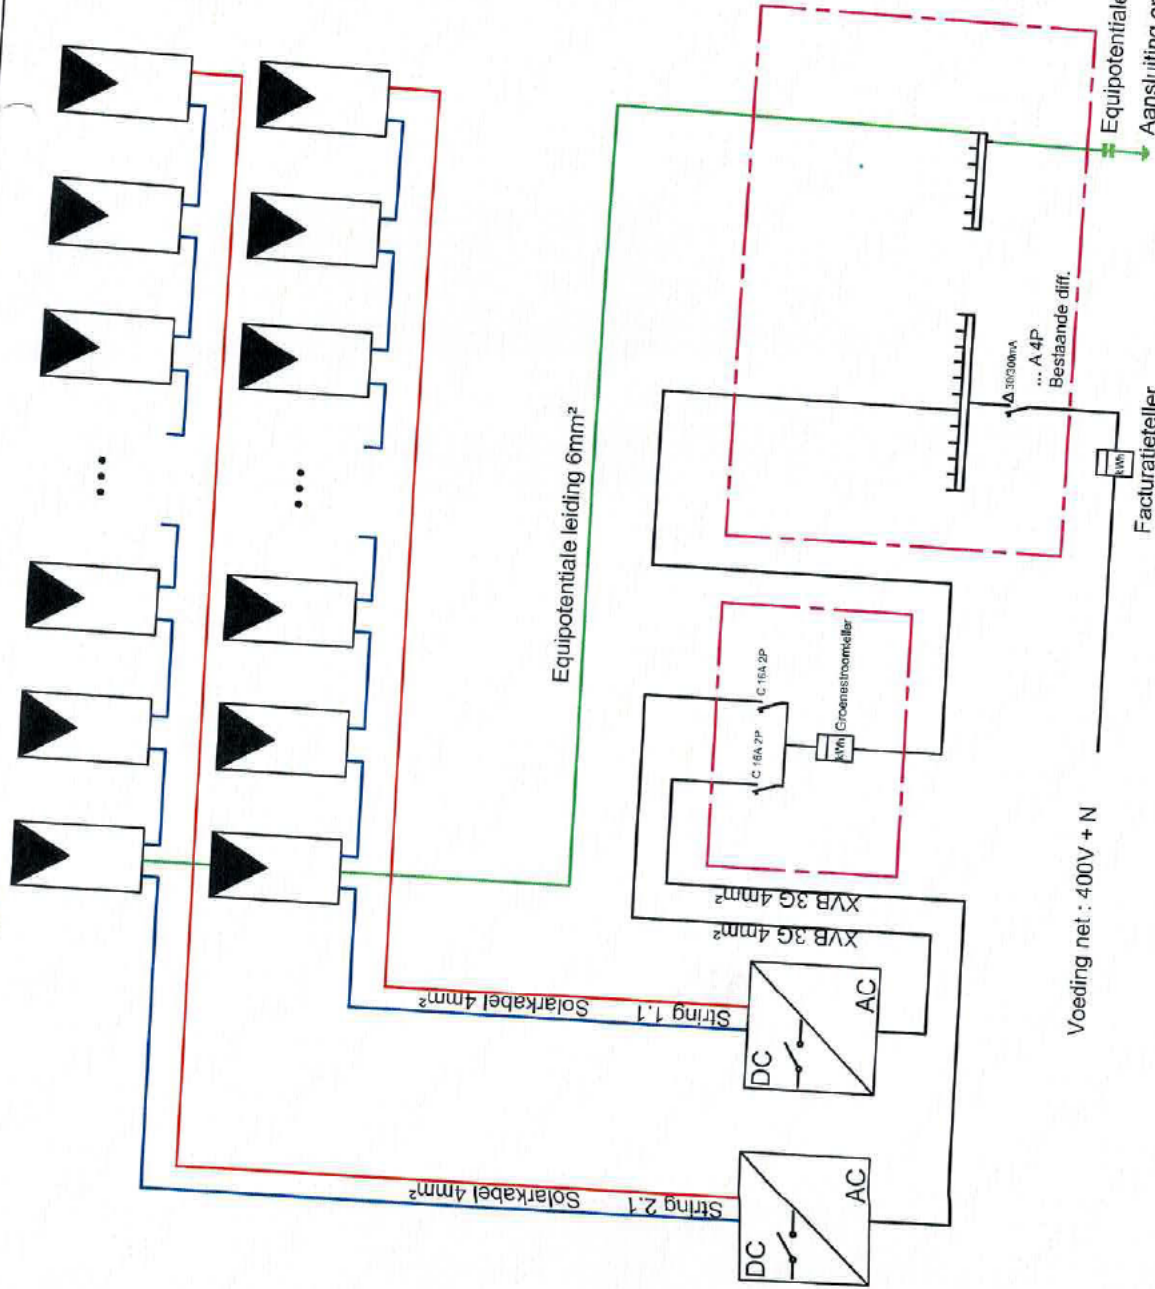 Equipotentiale leiding 6mm²
Solarkabel 4mm²
String 1.1
Solarkabel 4mm²
String 2.1
DC
AC
DC
AC
XVB 3G 4mm²
XVB 3G 4mm²
C 16A 2P
C 16A 2P
kWh
Groenestroomteller
Δ 30/300mA
... A 4P
Bestaande diff.
kWh
Facturatieteller
Voeding net : 400V + N
Equipotentiale
Aansluiting